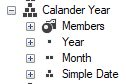 Calander Year
Members
Year
Month
Simple Date